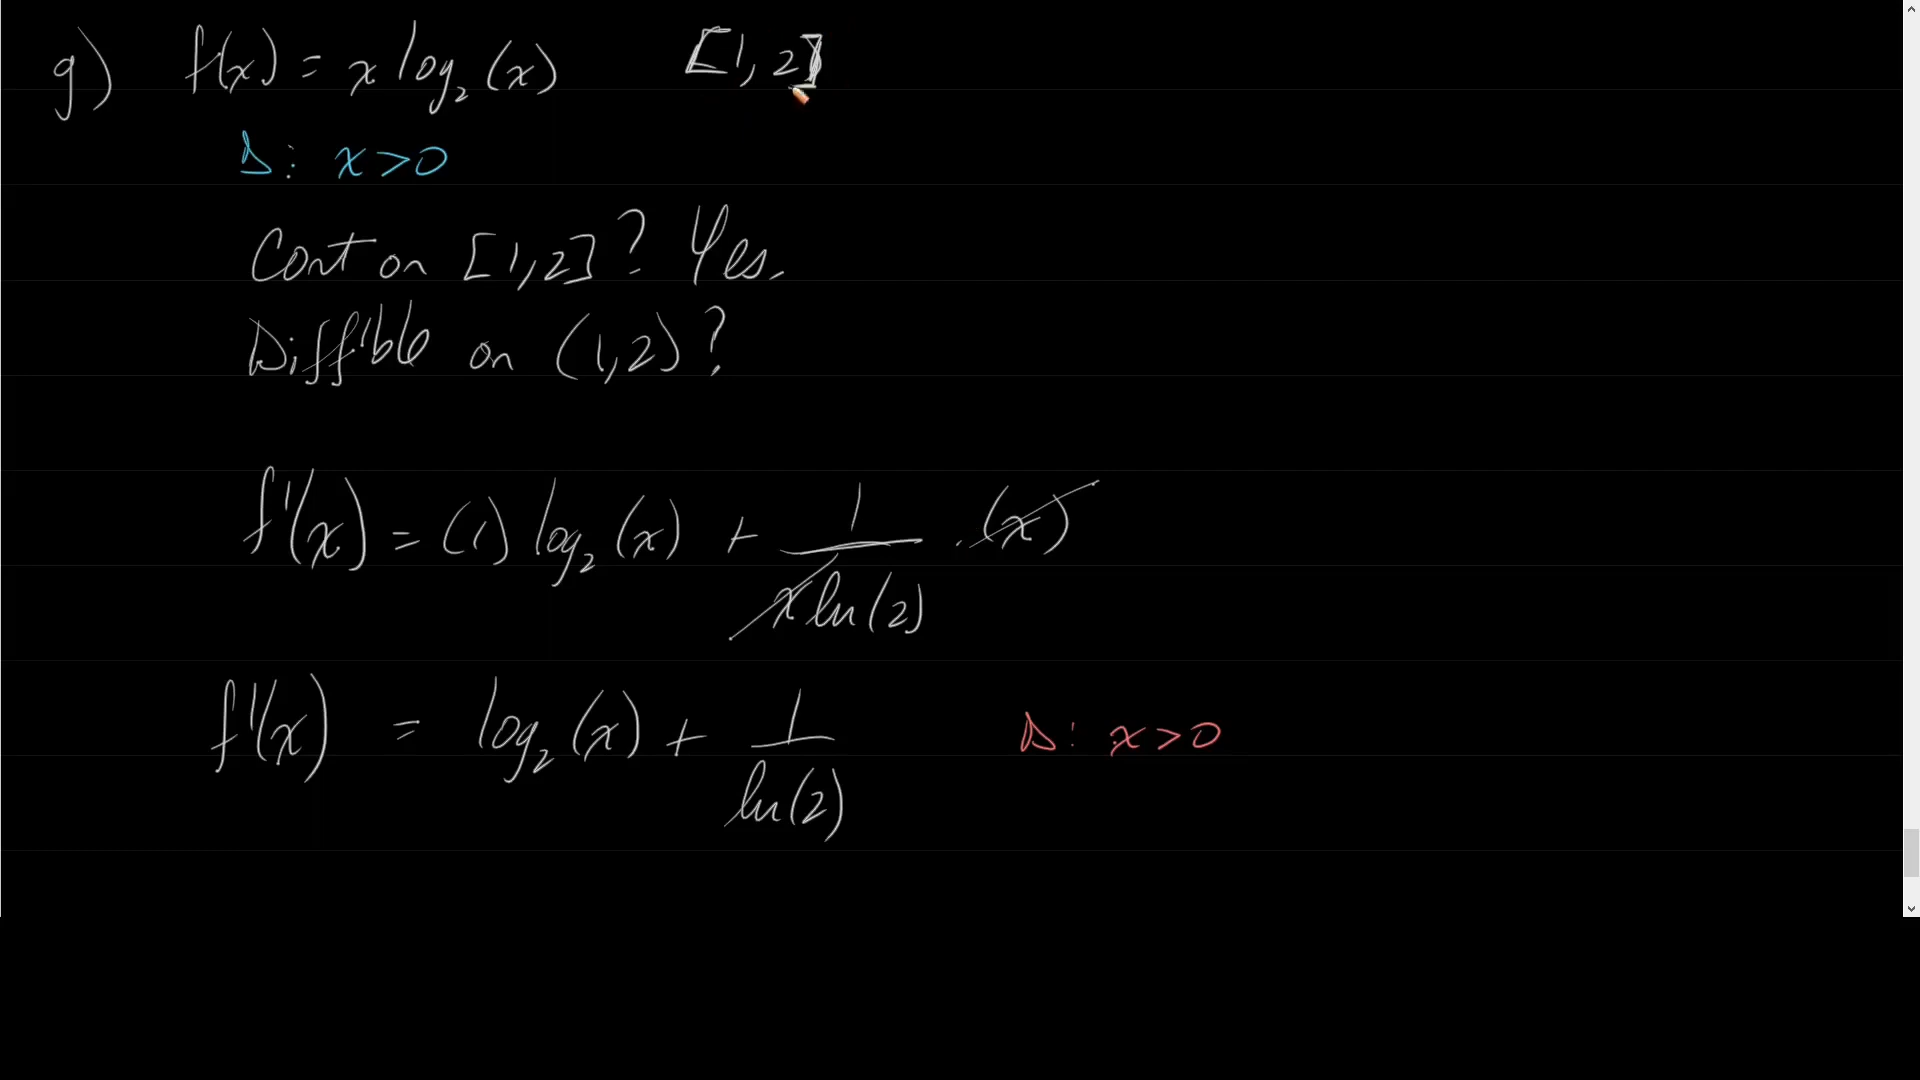 g) f(x) = x log₂(x) [1, 2]
D: x > 0
Cont on [1, 2]? Yes.
Diff'ble on (1, 2)?
f'(x) = (1) log₂(x) + 1/(x ln(2)) · (x)
f'(x) = log₂(x) + 1/ln(2) D: x > 0